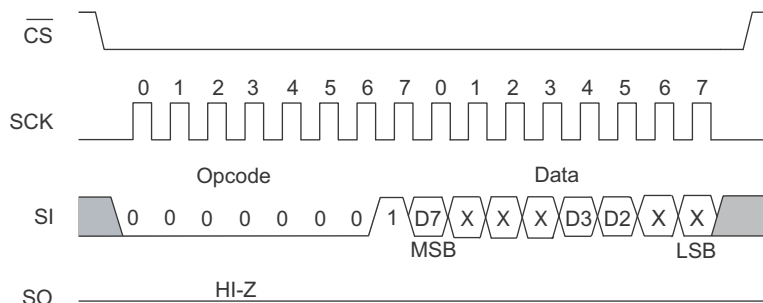 CS
0 1 2 3 4 5 6 7 0 1 2 3 4 5 6 7
SCK
Opcode Data
SI 0 0 0 0 0 0 0 1 D7 X X X D3 D2 X X
MSB LSB
HI-Z
SO